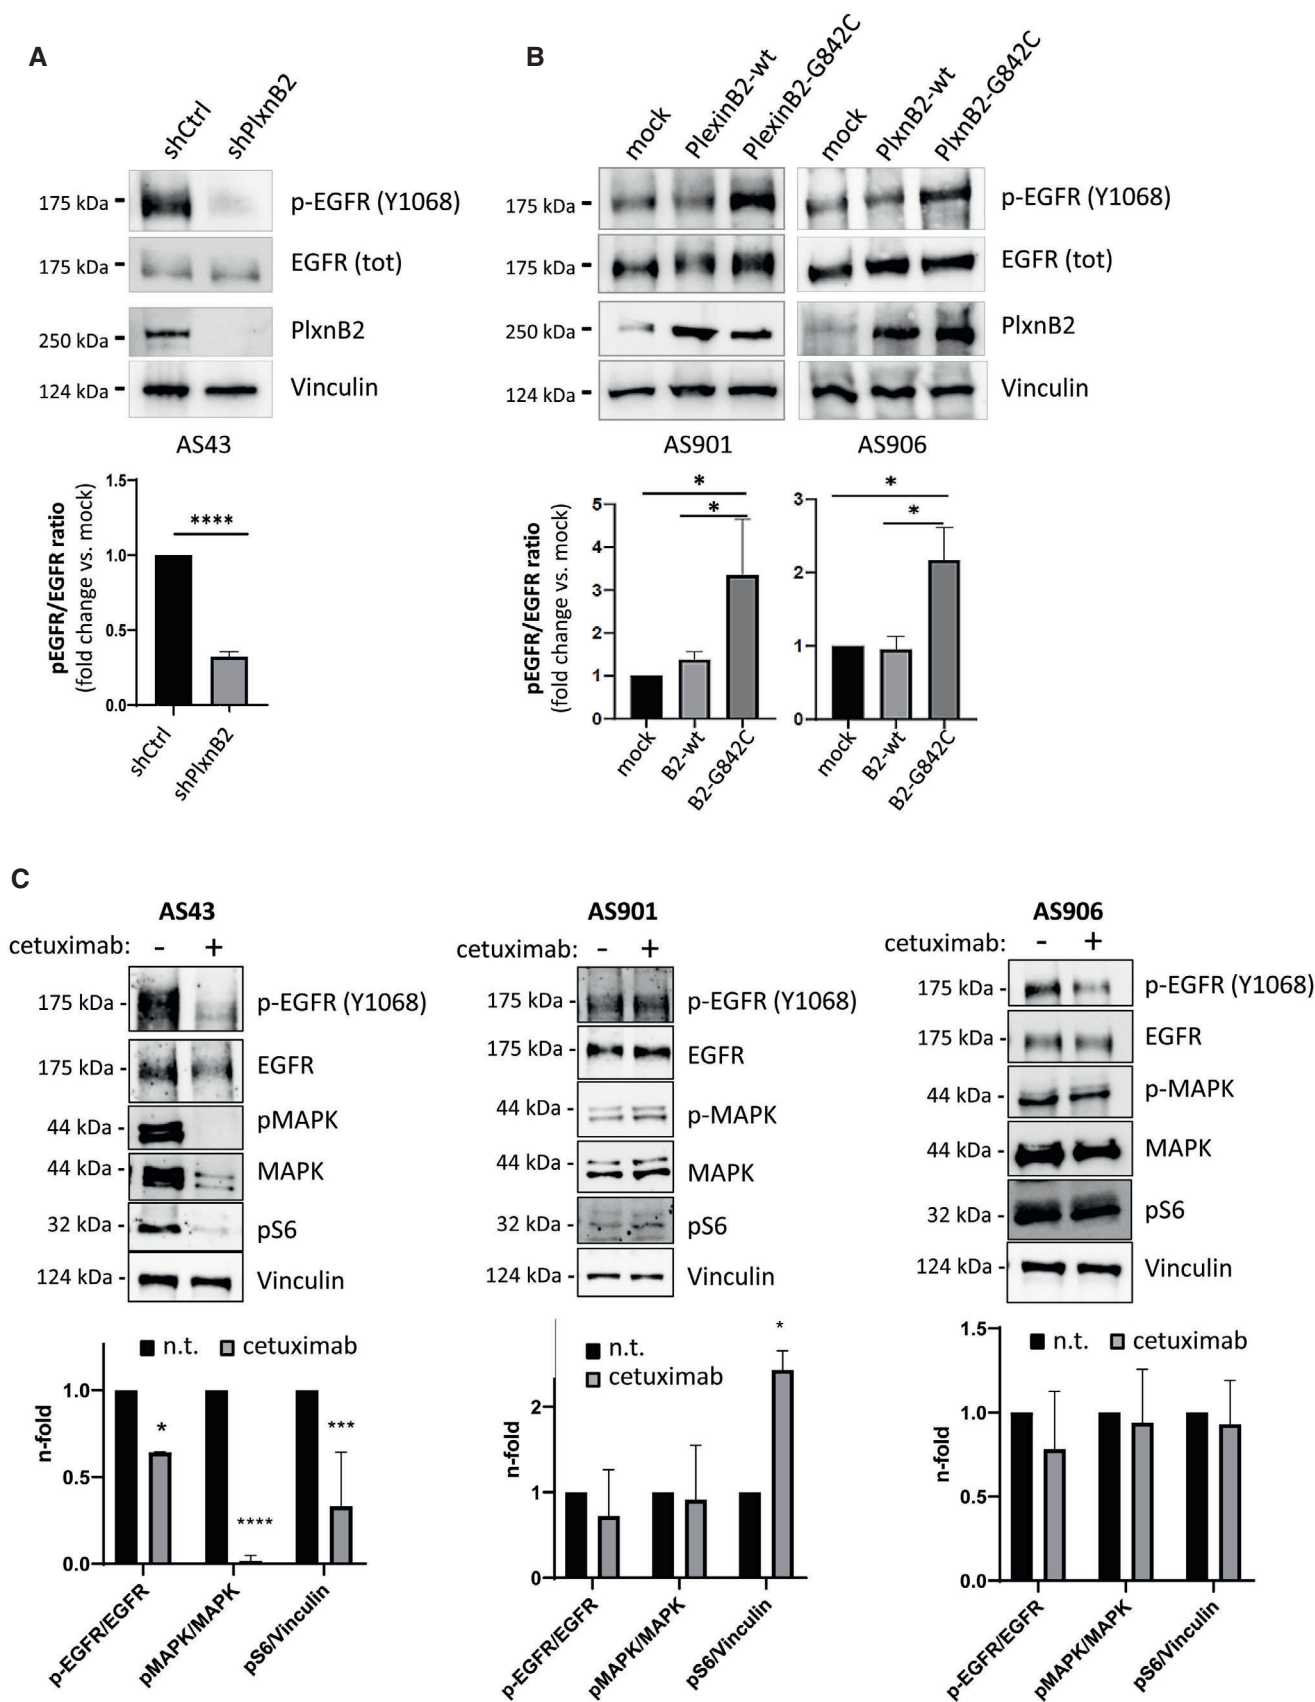 A
shCtrl
shPlxnB2
175 kDa
p-EGFR (Y1068)
175 kDa
EGFR (tot)
250 kDa
PlxnB2
124 kDa
Vinculin
AS43
pEGFR/EGFR ratio
(fold change vs. mock)
1.5
1.0
0.5
0.0
****
shCtrl
shPlxnB2
B
mock
PlexinB2-wt
PlexinB2-G842C
mock
PlxnB2-wt
PlxnB2-G842C
175 kDa
p-EGFR (Y1068)
175 kDa
EGFR (tot)
250 kDa
PlxnB2
124 kDa
Vinculin
AS901
AS906
pEGFR/EGFR ratio
(fold change vs. mock)
5
4
3
2
1
0
*
*
mock
B2-wt
B2-G842C
3
2
1
0
*
*
mock
B2-wt
B2-G842C
C
AS43
cetuximab: - +
175 kDa - p-EGFR (Y1068)
175 kDa - EGFR
44 kDa - pMAPK
44 kDa - MAPK
32 kDa - pS6
124 kDa - Vinculin
n.t. cetuximab
n-fold
1.0
0.5
0.0
*
****
***
p-EGFR/EGFR
pMAPK/MAPK
pS6/Vinculin
AS901
cetuximab: - +
175 kDa - p-EGFR (Y1068)
175 kDa - EGFR
44 kDa - p-MAPK
44 kDa - MAPK
32 kDa - pS6
124 kDa - Vinculin
n.t.
cetuximab
n-fold
2
1
0
*
p-EGFR/EGFR
pMAPK/MAPK
pS6/Vinculin
AS906
cetuximab: - +
175 kDa - p-EGFR (Y1068)
175 kDa - EGFR
44 kDa - p-MAPK
44 kDa - MAPK
32 kDa - pS6
124 kDa - Vinculin
n.t. cetuximab
n-fold
1.5
1.0
0.5
0.0
p-EGFR/EGFR
pMAPK/MAPK
pS6/Vinculin